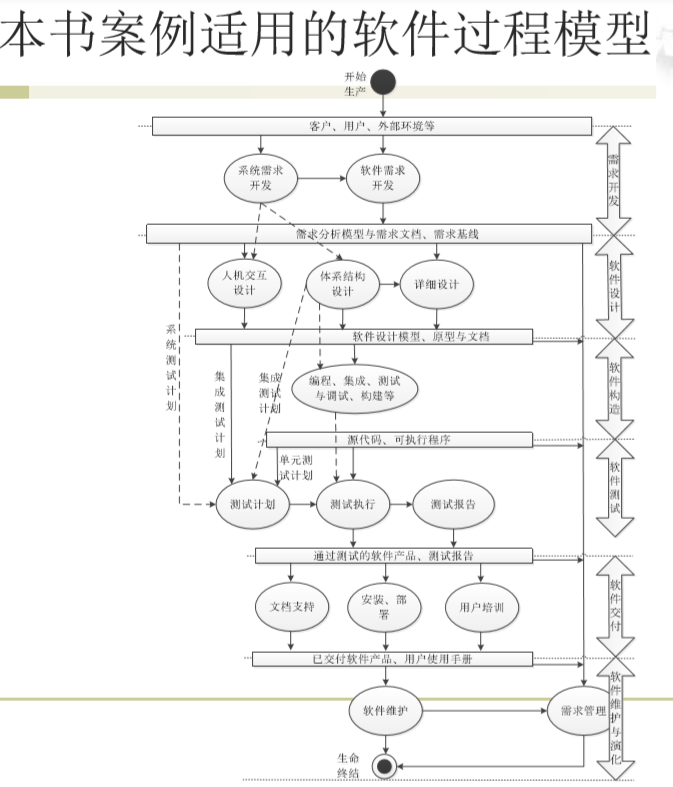 本书案例适用的软件过程模型
开始
生产
客户、用户、外部环境等
系统需求
开发
软件需求
开发
需求开发
需求分析模型与需求文档、需求基线
人机交互
设计
体系结构
设计
详细设计
软件设计
软件设计模型、原型与文档
系统测试计划
集成测试计划
集成
测试
计划
编程、集成、测试
与调试、构建等
软件构造
源代码、可执行程序
单元测
试计划
测试计划
测试执行
测试报告
软件测试
通过测试的软件产品、测试报告
文档支持
安装、部
署
用户培训
软件交付
已交付软件产品、用户使用手册
软件维护
需求管理
软件维护与演化
生命
终结